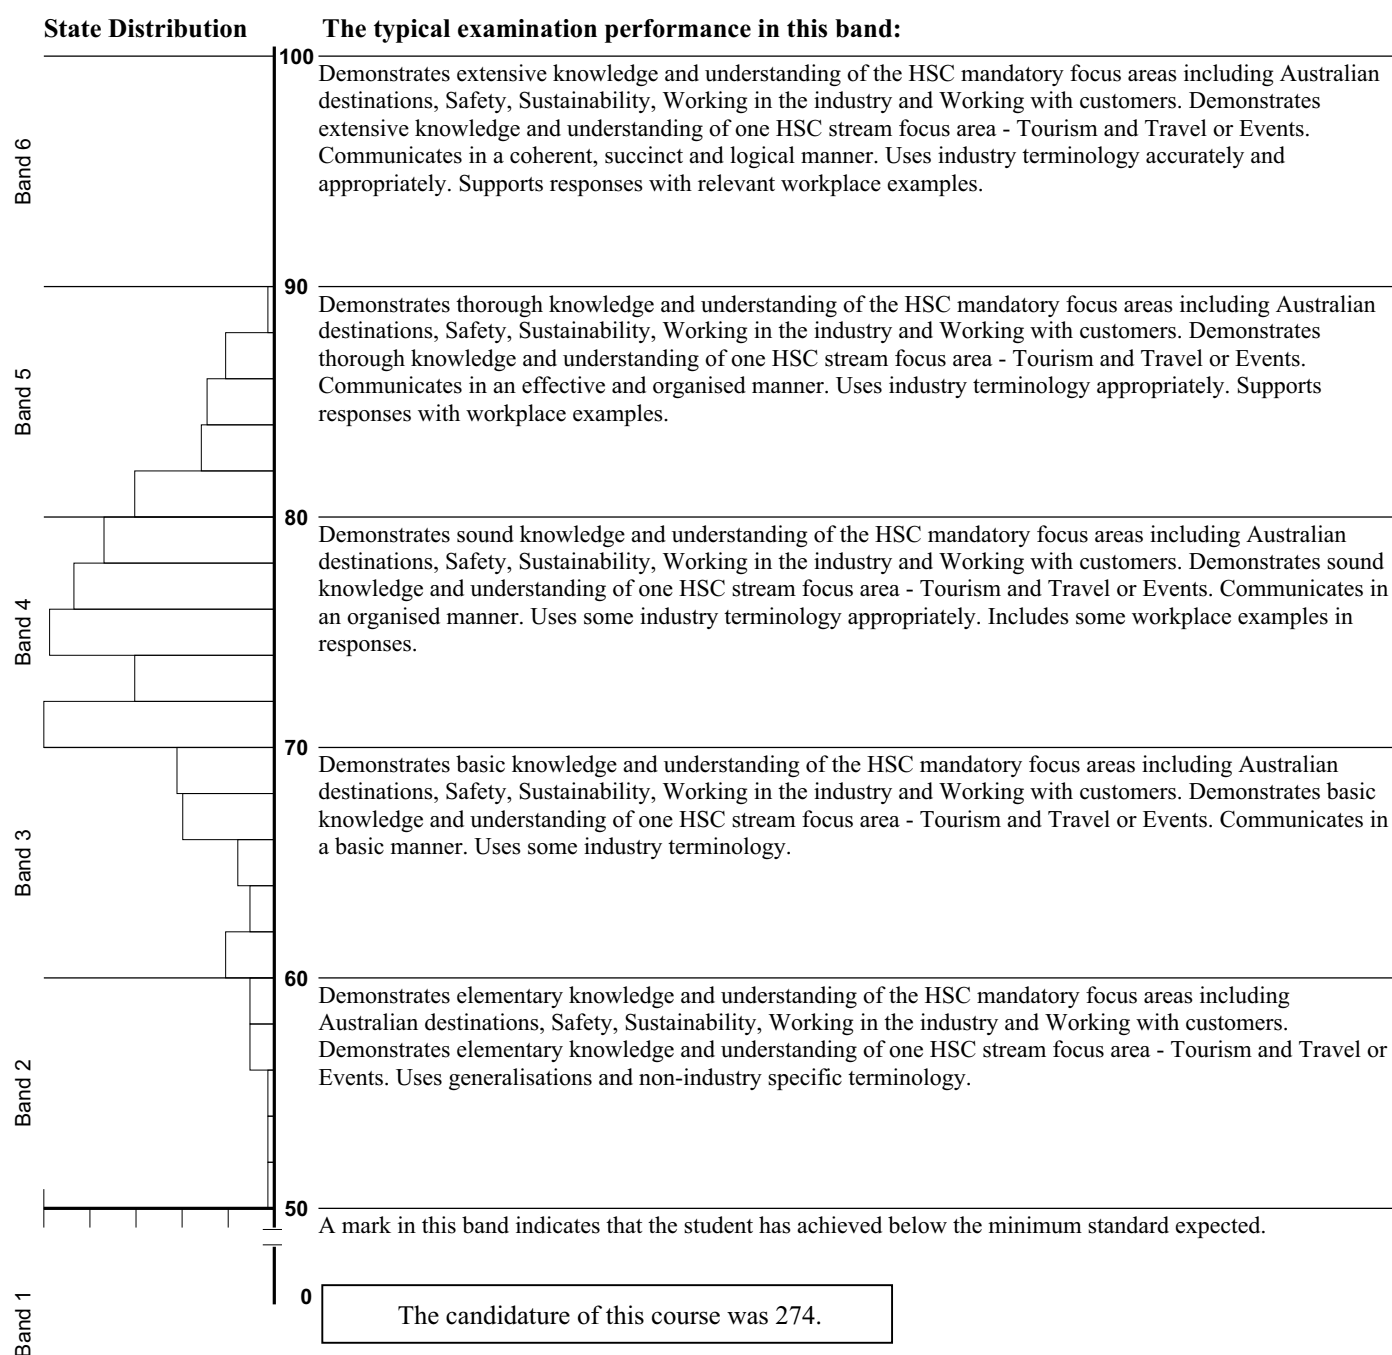 State Distribution
The typical examination performance in this band:
100
Band 6
Demonstrates extensive knowledge and understanding of the HSC mandatory focus areas including Australian
destinations, Safety, Sustainability, Working in the industry and Working with customers. Demonstrates
extensive knowledge and understanding of one HSC stream focus area - Tourism and Travel or Events.
Communicates in a coherent, succinct and logical manner. Uses industry terminology accurately and
appropriately. Supports responses with relevant workplace examples.
90
Band 5
Demonstrates thorough knowledge and understanding of the HSC mandatory focus areas including Australian
destinations, Safety, Sustainability, Working in the industry and Working with customers. Demonstrates
thorough knowledge and understanding of one HSC stream focus area - Tourism and Travel or Events.
Communicates in an effective and organised manner. Uses industry terminology appropriately. Supports
responses with workplace examples.
80
Band 4
Demonstrates sound knowledge and understanding of the HSC mandatory focus areas including Australian
destinations, Safety, Sustainability, Working in the industry and Working with customers. Demonstrates sound
knowledge and understanding of one HSC stream focus area - Tourism and Travel or Events. Communicates in
an organised manner. Uses some industry terminology appropriately. Includes some workplace examples in
responses.
70
Band 3
Demonstrates basic knowledge and understanding of the HSC mandatory focus areas including Australian
destinations, Safety, Sustainability, Working in the industry and Working with customers. Demonstrates basic
knowledge and understanding of one HSC stream focus area - Tourism and Travel or Events. Communicates in
a basic manner. Uses some industry terminology.
60
Band 2
Demonstrates elementary knowledge and understanding of the HSC mandatory focus areas including
Australian destinations, Safety, Sustainability, Working in the industry and Working with customers.
Demonstrates elementary knowledge and understanding of one HSC stream focus area - Tourism and Travel or
Events. Uses generalisations and non-industry specific terminology.
50
A mark in this band indicates that the student has achieved below the minimum standard expected.
0
Band 1
The candidature of this course was 274.